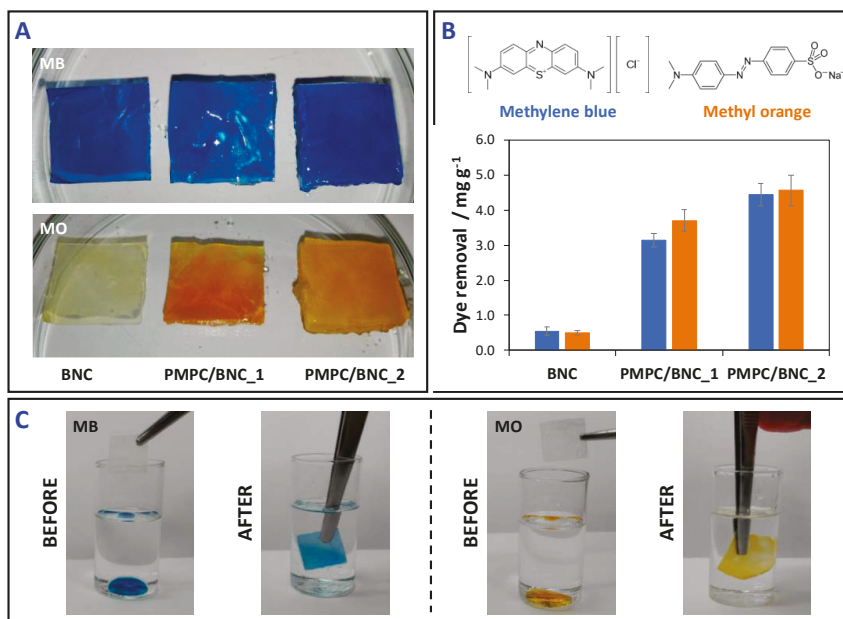 A
MB
MO
BNC PMPC/BNC_1 PMPC/BNC_2
B
N
N S N Cl⁻
N N N S O O O⁻Na⁺
Methylene blue Methyl orange
Dye removal / mg g⁻¹
6.0
5.0
4.0
3.0
2.0
1.0
0.0
BNC PMPC/BNC_1 PMPC/BNC_2
C
MB
BEFORE
AFTER
MO
BEFORE
AFTER